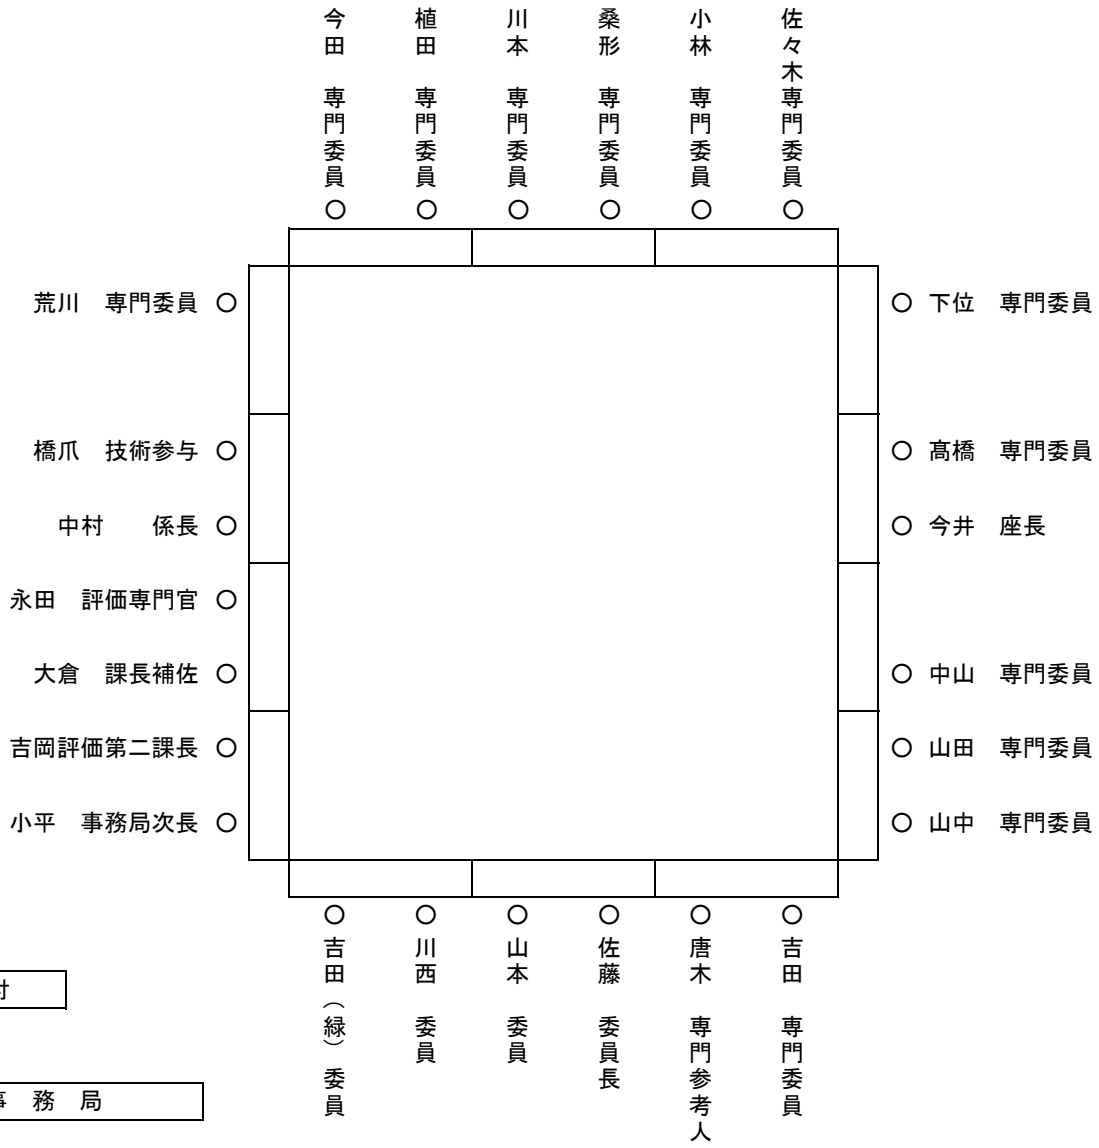 今田　専門委員
植田　専門委員
川本　専門委員
桑形　専門委員
小林　専門委員
佐々木専門委員
荒川　専門委員
橋爪　技術参与
中村　　係長
永田　評価専門官
大倉　課長補佐
吉岡評価第二課長
小平　事務局次長
下位　専門委員
髙橋　専門委員
今井　座長
中山　専門委員
山田　専門委員
山中　専門委員
吉田（緑）委員
川西　委員
山本　委員
佐藤　委員長
唐木　専門参考人
吉田　専門委員
付
事　務　局